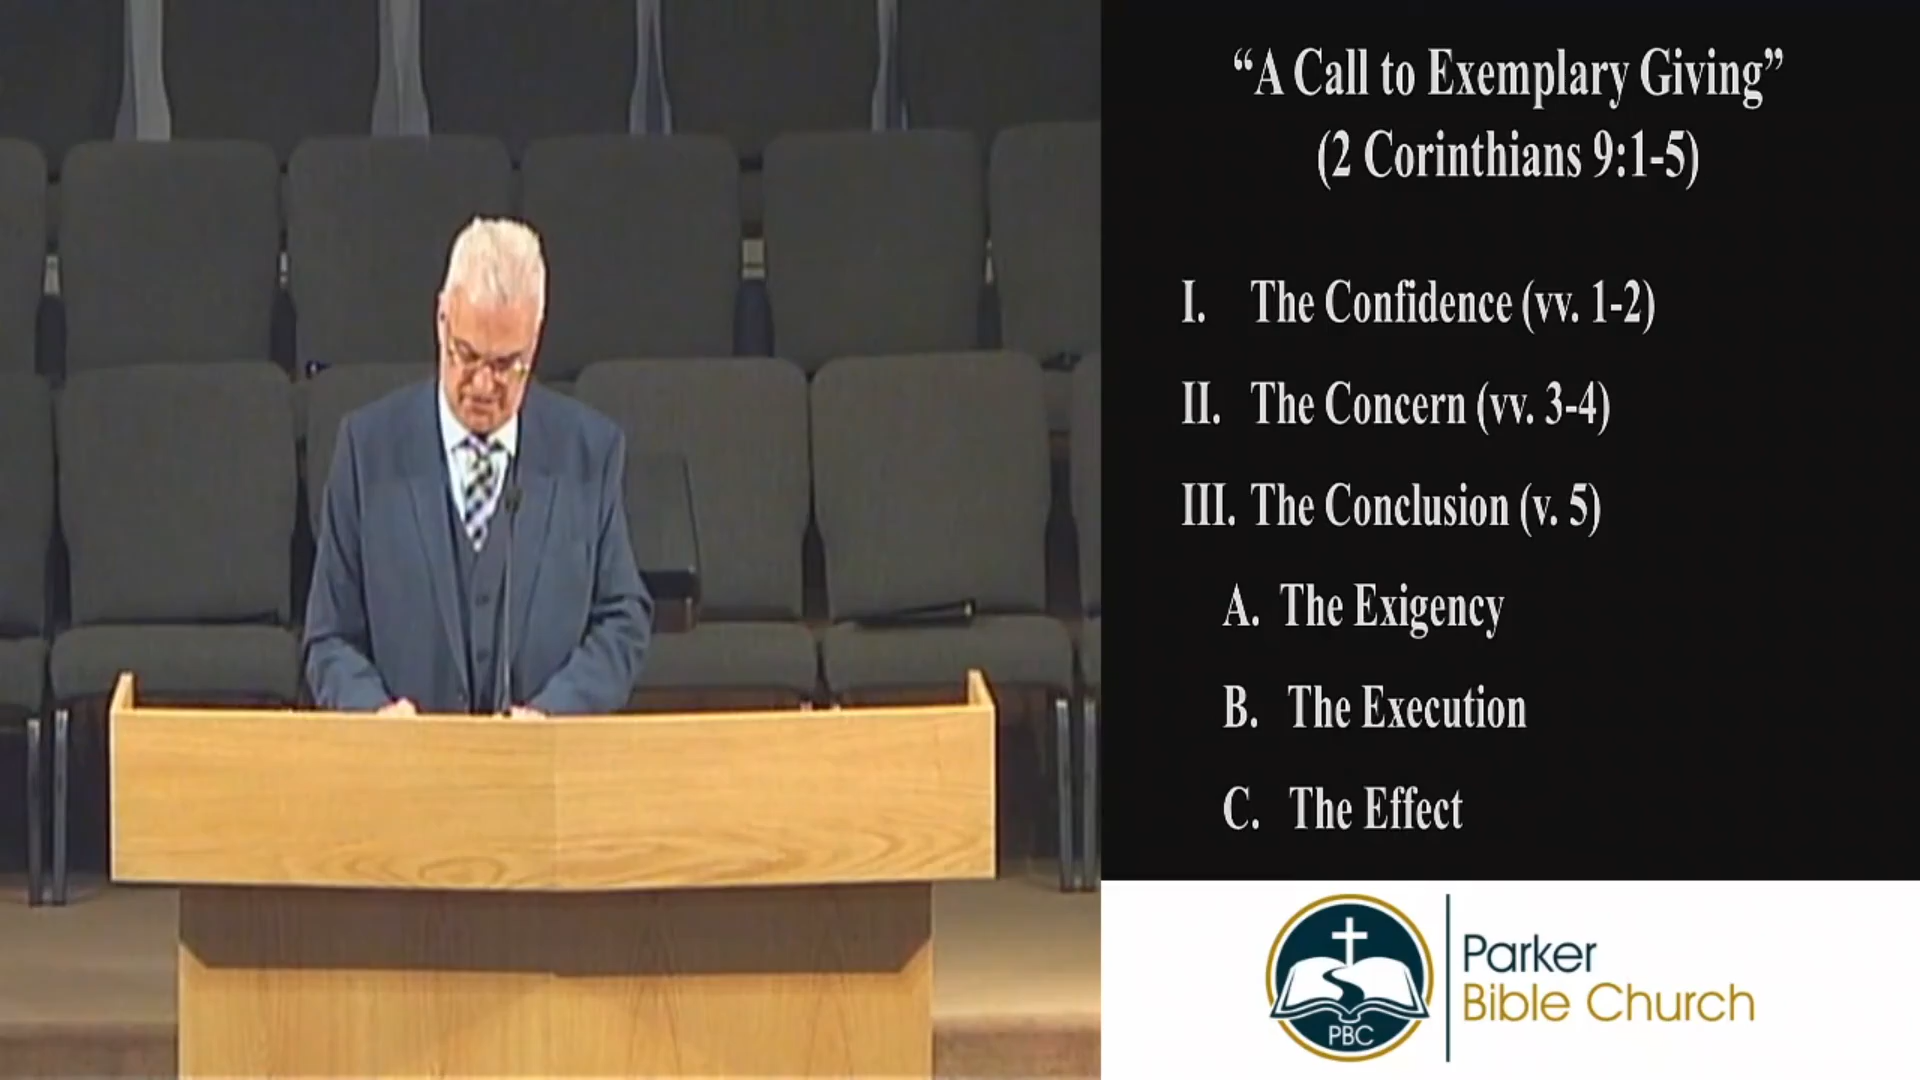 “A Call to Exemplary Giving”
(2 Corinthians 9:1-5)
I. The Confidence (vv. 1-2)
II. The Concern (vv. 3-4)
III. The Conclusion (v. 5)
A. The Exigency
B. The Execution
C. The Effect
PBC
Parker
Bible Church